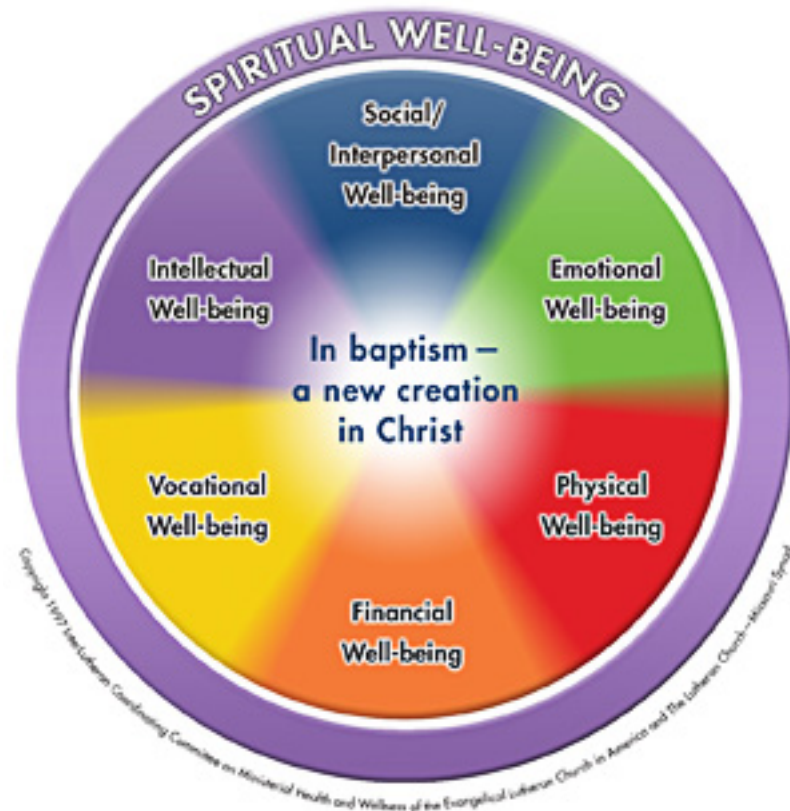 SPIRITUAL WELL-BEING
Social/
Interpersonal
Well-being
Emotional
Well-being
Physical
Well-being
Financial
Well-being
Vocational
Well-being
Intellectual
Well-being
In baptism –
a new creation
in Christ
Copyright 1997 InterLutheran Coordinating Committee on Ministerial Health and Wellness of the Evangelical Lutheran Church in America and The Lutheran Church–Missouri Synod